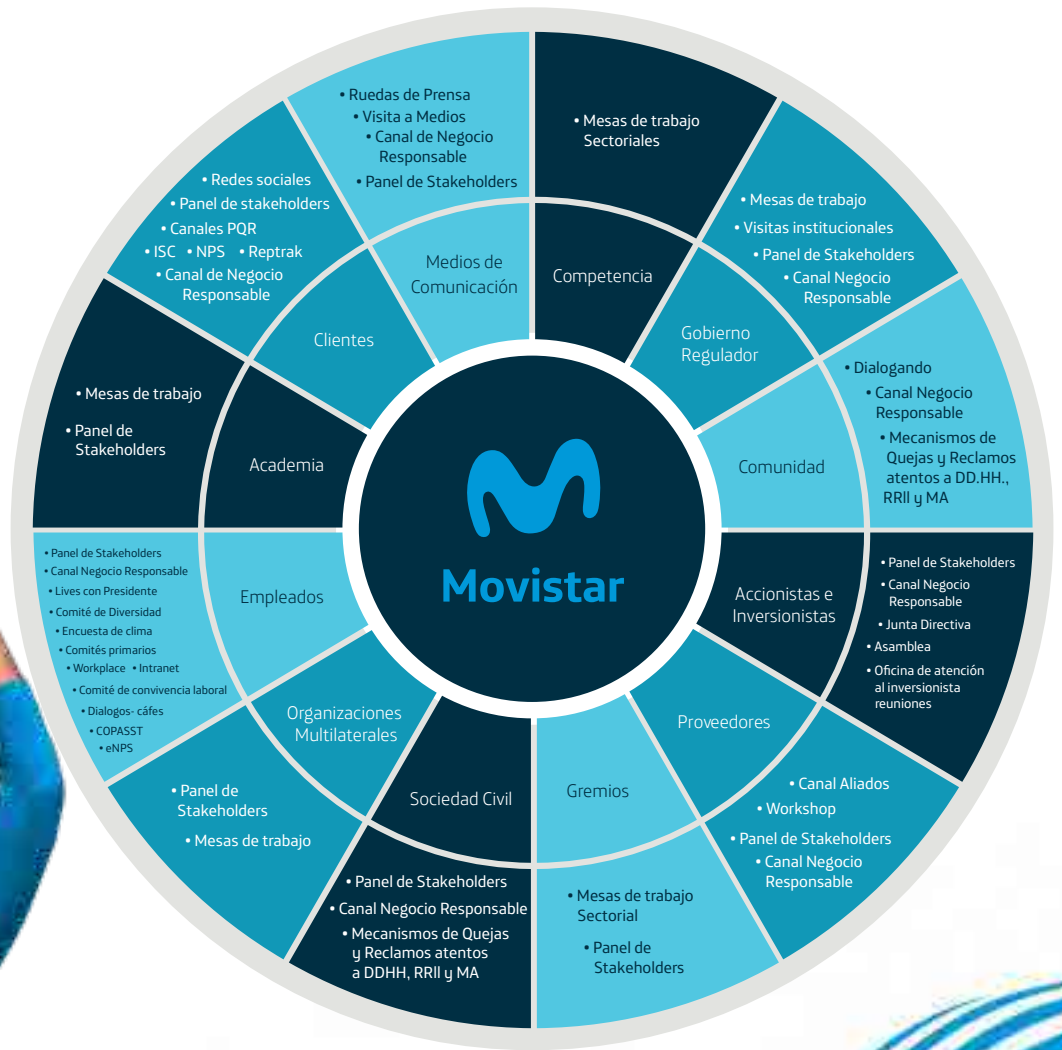 • Ruedas de Prensa
• Visita a Medios
• Canal de Negocio
Responsable
• Panel de Stakeholders
Medios de
Comunicación
• Mesas de trabajo
Sectoriales
Competencia
• Mesas de trabajo
• Visitas institucionales
• Panel de Stakeholders
• Canal Negocio
Responsable
Gobierno
Regulador
• Dialogando
• Canal Negocio
Responsable
• Mecanismos de
Quejas y Reclamos
atentos a DD.HH.,
RRII y MA
Comunidad
• Panel de Stakeholders
• Canal Negocio
Responsable
• Junta Directiva
• Asamblea
• Oficina de atención
al inversionista
reuniones
Accionistas e
Inversionistas
• Canal Aliados
• Workshop
• Panel de Stakeholders
• Canal Negocio
Responsable
Proveedores
Gremios
• Mesas de trabajo
Sectorial
• Panel de
Stakeholders
Sociedad Civil
• Panel de Stakeholders
• Canal Negocio Responsable
• Mecanismos de Quejas
y Reclamos atentos
a DDHH, RRII y MA
Organizaciones
Multilaterales
• Panel de
Stakeholders
• Mesas de trabajo
Empleados
• Panel de Stakeholders
• Canal Negocio Responsable
• Lives con Presidente
• Comité de Diversidad
• Encuesta de clima
• Comités primarios
• Workplace • Intranet
• Comité de convivencia laboral
• Dialogos- cáfes
• COPASST
• eNPS
Academia
• Mesas de trabajo
• Panel de
Stakeholders
Clientes
• Redes sociales
• Panel de stakeholders
• Canales PQR
• ISC • NPS • Reptrak
• Canal de Negocio
Responsable
Movistar